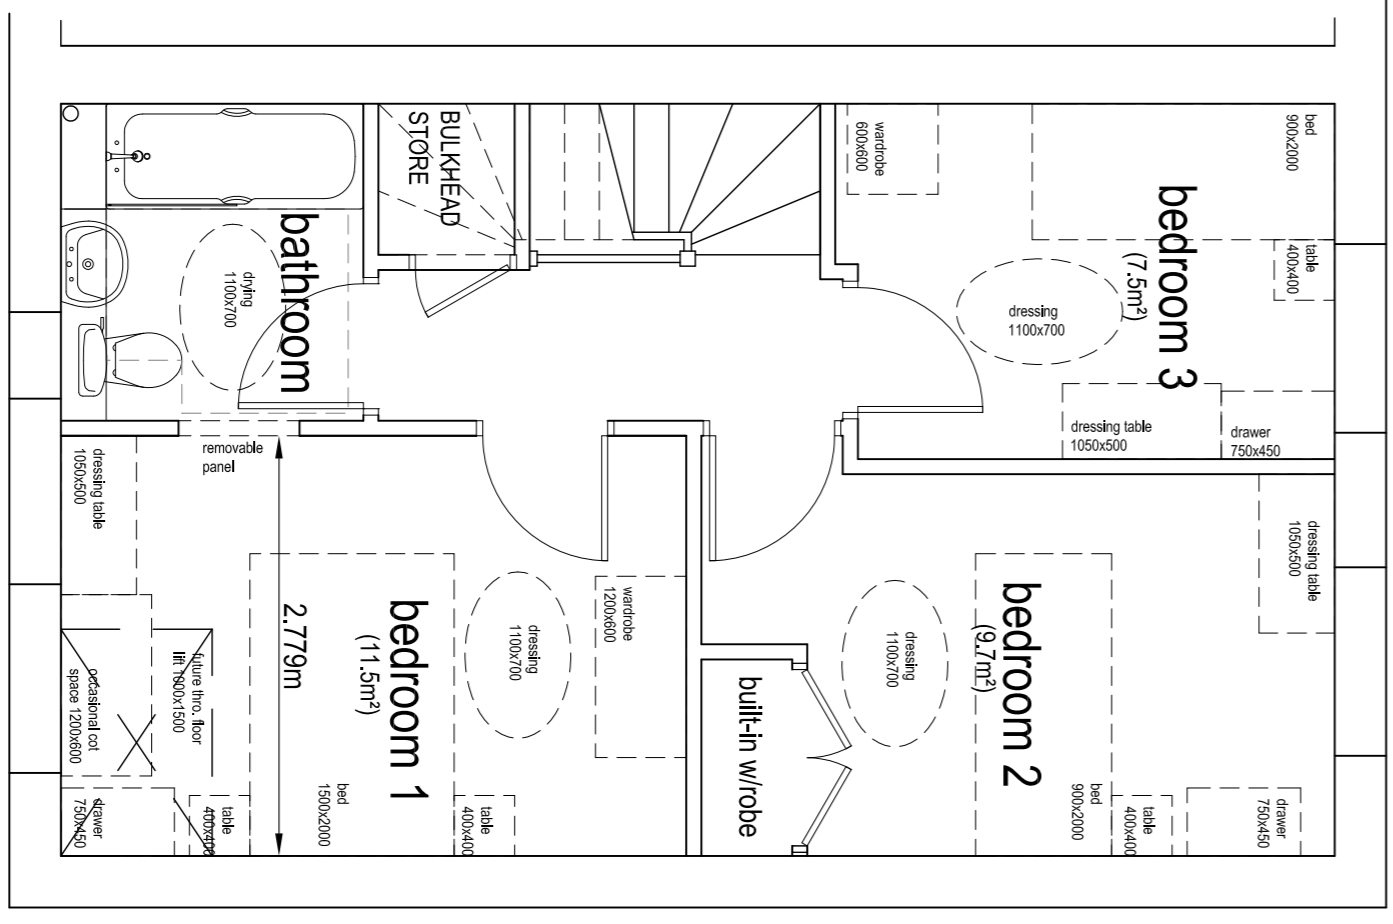 BULKHEAD
STORE
wardrobe
600x600
bed
900x2000
bathroom
drying
1100x700
bedroom 3
(7.5m²)
table
400x400
dressing
1100x700
dressing table
1050x500
drawer
750x450
removable
panel
dressing table
1050x500
2.779m
bedroom 1
(11.5m²)
dressing
1100x700
wardrobe
1200x600
future thro. floor
lift 1000x1500
occasional cot
space 1200x600
drawer
750x450
table
400x400
bed
1500x2000
table
400x400
built-in w/robe
dressing
1100x700
bedroom 2
(9.7m²)
dressing table
1050x500
bed
900x2000
table
400x400
drawer
750x450